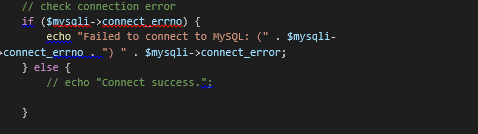 // check connection error
if ($mysqli->connect_errno) {
echo "Failed to connect to MySQL: (" . $mysqli-
>connect_errno . ") " . $mysqli->connect_error;
} else {
// echo "Connect success.";
}